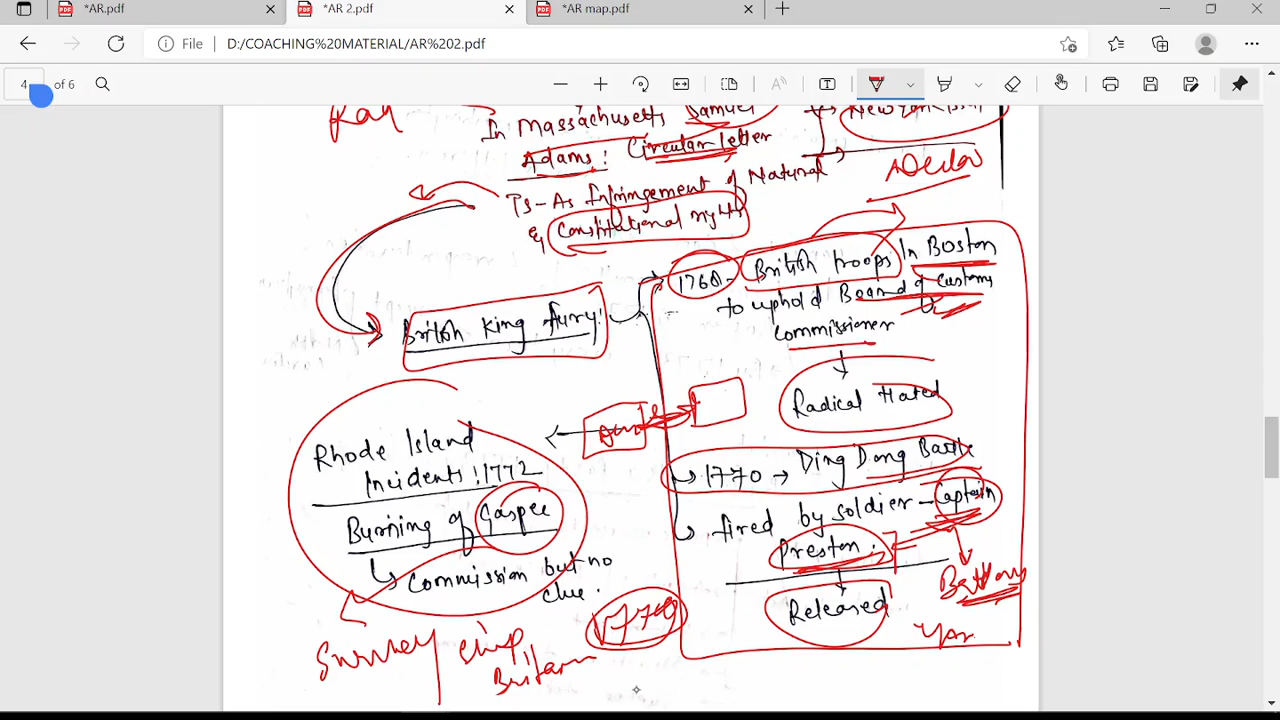 *AR.pdf
*AR 2.pdf
*AR map.pdf
File
D:/COACHING%20MATERIAL/AR%202.pdf
4
of 6
In Massachusetts Samuel
Adams: Circular letter
Ts-As Infringement of Natural
& Constitutional rights
British King fury!
1768- British troops In Boston
to uphold Board of Customs
Commissioner
Radical Hated
1770 → Ding Dong Battle
fired by soldier - Captain
Preston.
Released
Rhode Island
Incidents! 1772
Burning of Gaspee
Commission but no
clue.
Survey ship
Britain
1770